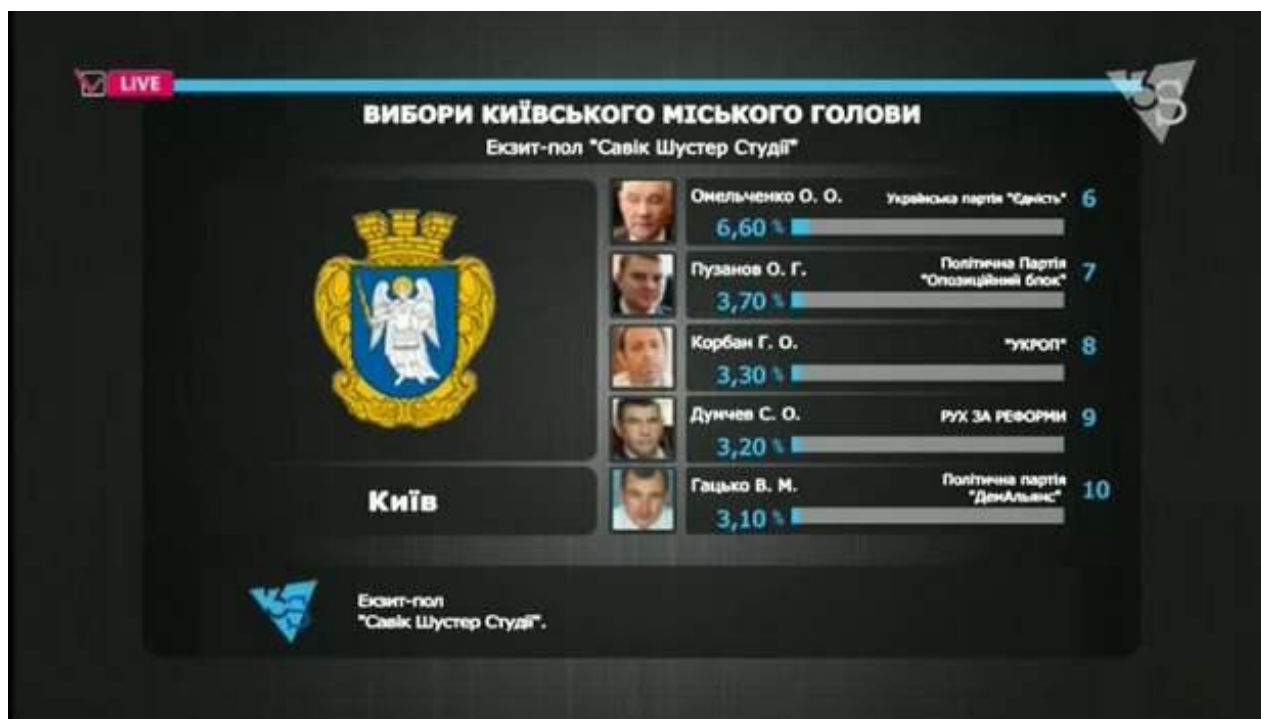 LIVE
ВИБОРИ КИЇВСЬКОГО МІСЬКОГО ГОЛОВИ
Екзит-пол "Савік Шустер Студії"
Омельченко О. О. Українська партія "Єдність" 6
6,60 %
Пузанов О. Г. Політична Партія
"Опозиційний блок" 7
3,70 %
Корбан Г. О. "УКРОП" 8
3,30 %
Думчев С. О. РУХ ЗА РЕФОРМИ 9
3,20 %
Гацько В. М. Політична партія
"ДемАльянс" 10
3,10 %
Київ
Екзит-пол
"Савік Шустер Студії".